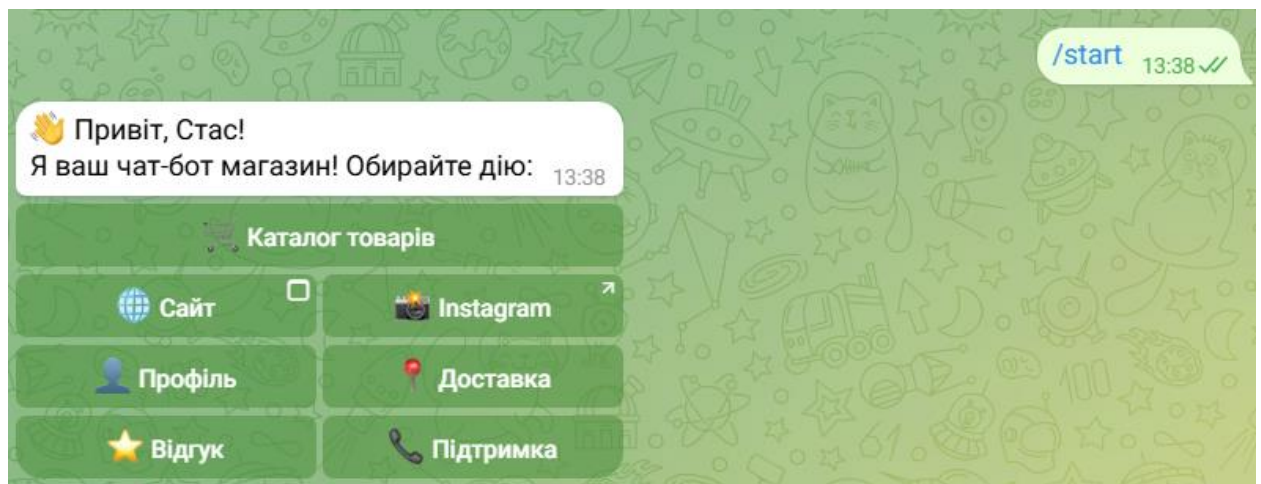 /start 13:38
👋 Привіт, Стас!
Я ваш чат-бот магазин! Обирайте дію: 13:38
🛒 Каталог товарів
🌐 Сайт
📸 Instagram
👤 Профіль
📍 Доставка
⭐ Відгук
📞 Підтримка